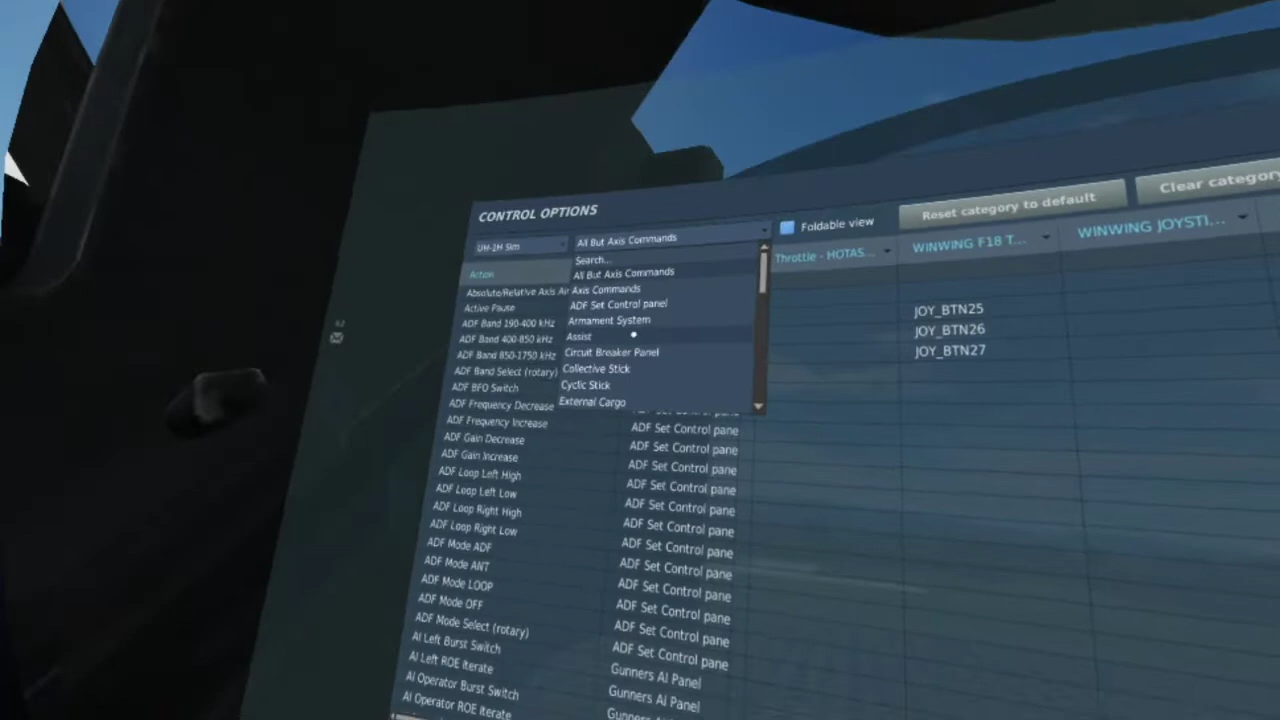 CONTROL OPTIONS
Reset category to default
Clear category
UH-1H Sim
All But Axis Commands
Foldable view
Throttle - HOTAS...
WINWING F18 T...
WINWING JOYSTI...
Search...
All But Axis Commands
Axis Commands
ADF Set Control panel
Armament System
Assist
Circuit Breaker Panel
Collective Stick
Cyclic Stick
External Cargo
Action
Absolute/Relative Axis
Active Pause
ADF Band 190-400 kHz
ADF Band 400-850 kHz
ADF Band 850-1750 kHz
ADF Band Select (rotary)
ADF BFO Switch
ADF Frequency Decrease
ADF Frequency Increase ADF Set Control pane
ADF Gain Decrease ADF Set Control pane
ADF Gain Increase ADF Set Control pane
ADF Loop Left High ADF Set Control pane
ADF Loop Left Low ADF Set Control pane
ADF Loop Right High ADF Set Control pane
ADF Loop Right Low ADF Set Control pane
ADF Mode ADF ADF Set Control pane
ADF Mode ANT ADF Set Control pane
ADF Mode LOOP ADF Set Control pane
ADF Mode OFF ADF Set Control pane
ADF Mode Select (rotary) ADF Set Control pane
AI Left Burst Switch ADF Set Control pane
AI Left ROE Iterate Gunners AI Panel
AI Operator Burst Switch Gunners AI Panel
AI Operator ROE Iterate
JOY_BTN25
JOY_BTN26
JOY_BTN27